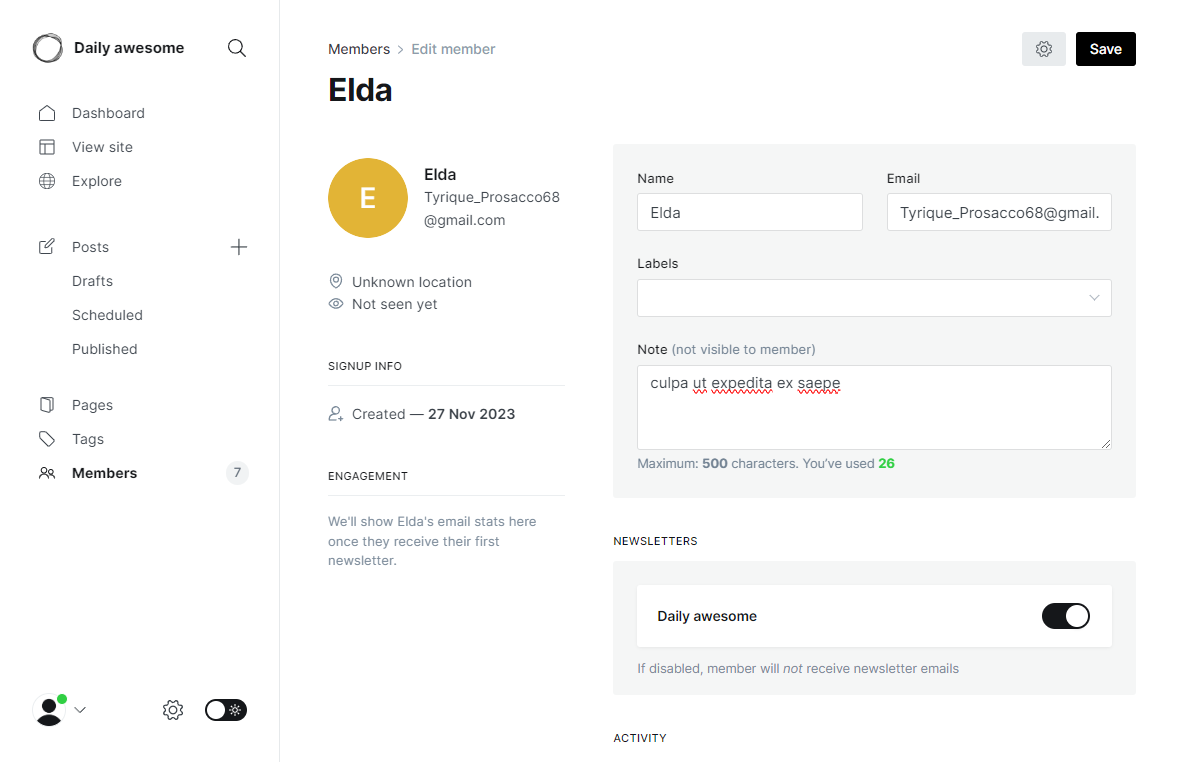 Daily awesome
Dashboard
View site
Explore
Posts
Drafts
Scheduled
Published
Pages
Tags
Members 7
Members > Edit member
Save
Elda
E
Elda
Tyrique_Prosacco68
@gmail.com
Unknown location
Not seen yet
SIGNUP INFO
Created — 27 Nov 2023
ENGAGEMENT
We'll show Elda's email stats here
once they receive their first
newsletter.
Name Email
Elda Tyrique_Prosacco68@gmail.
Labels
Note (not visible to member)
culpa ut expedita ex saepe
Maximum: 500 characters. You’ve used 26
NEWSLETTERS
Daily awesome
If disabled, member will not receive newsletter emails
ACTIVITY